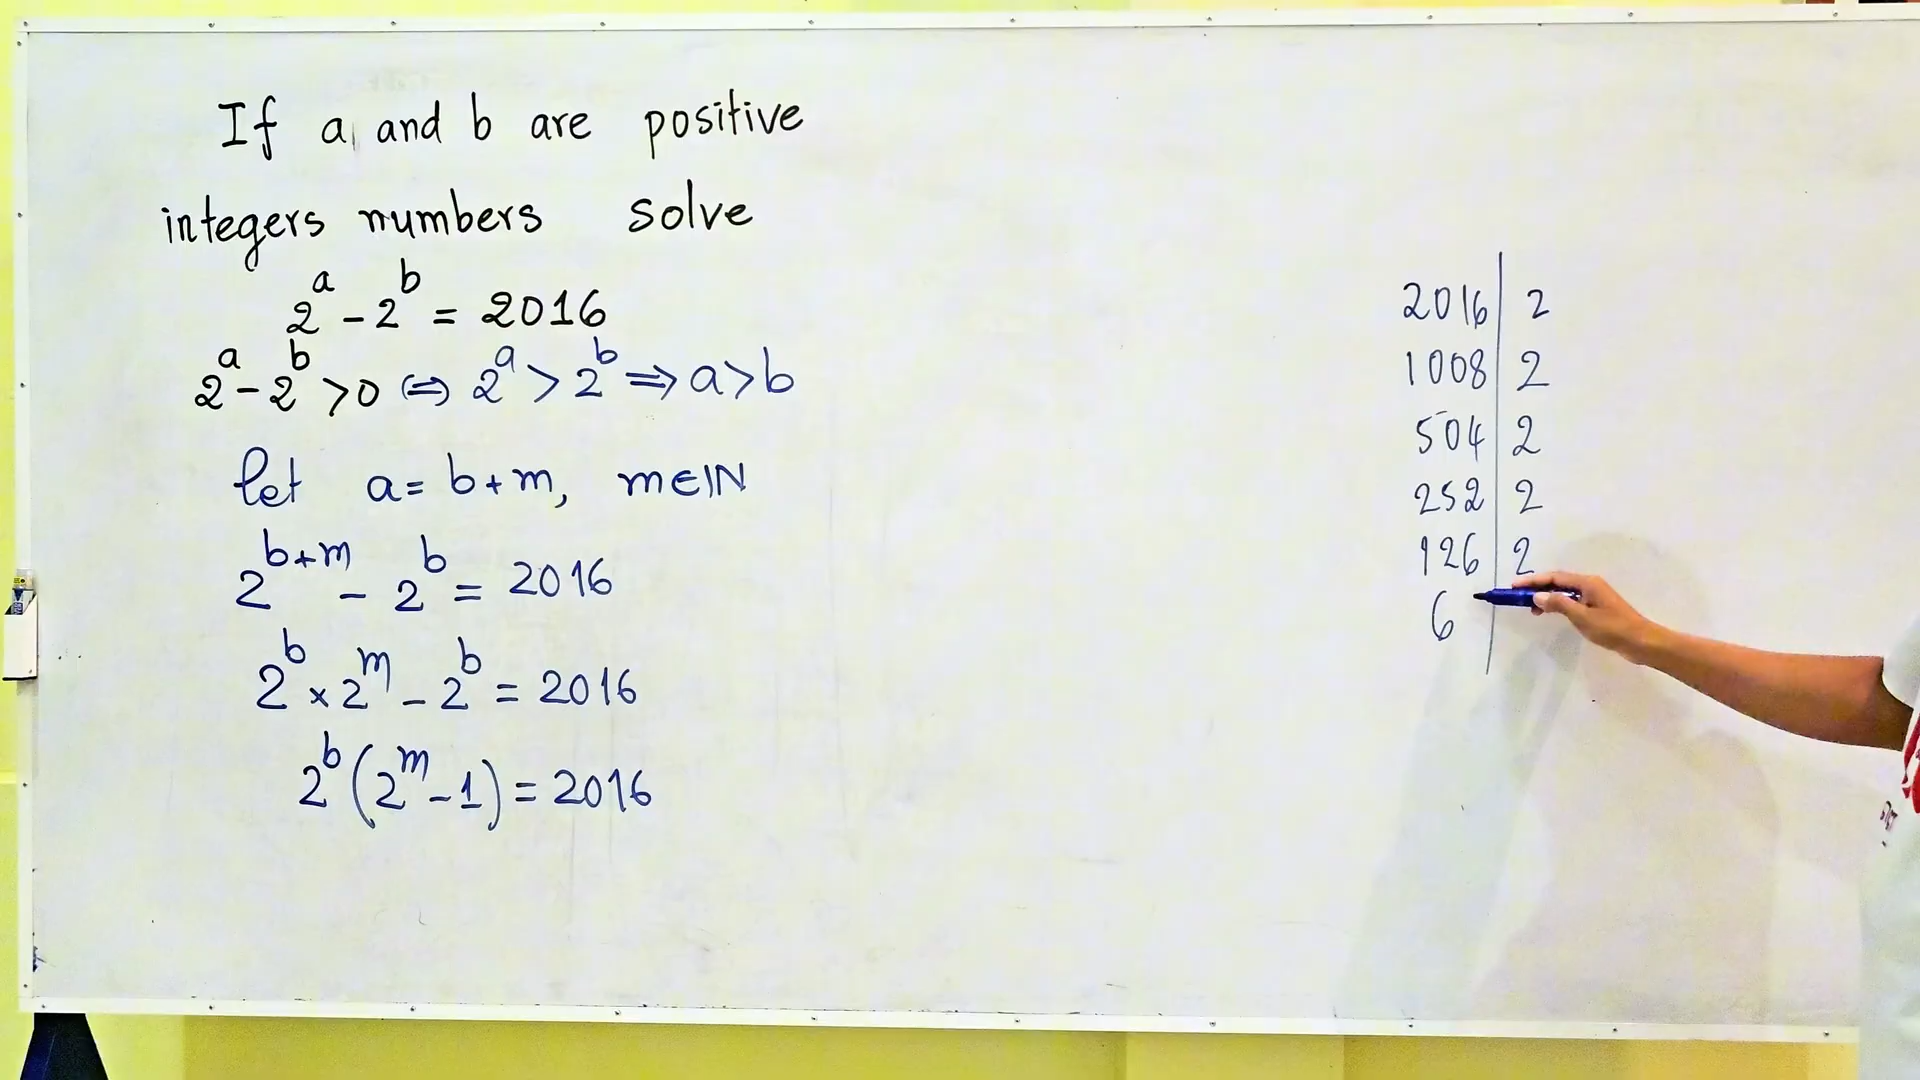 If a, and b are positive
integers numbers solve
2^a - 2^b = 2016
2^a - 2^b > 0 ⇔ 2^a > 2^b ⇒ a > b
let a = b + m, m ∈ ℕ
2^(b+m) - 2^b = 2016
2^b × 2^m - 2^b = 2016
2^b (2^m - 1) = 2016
2016 | 2
1008 | 2
504 | 2
252 | 2
126 | 2
6